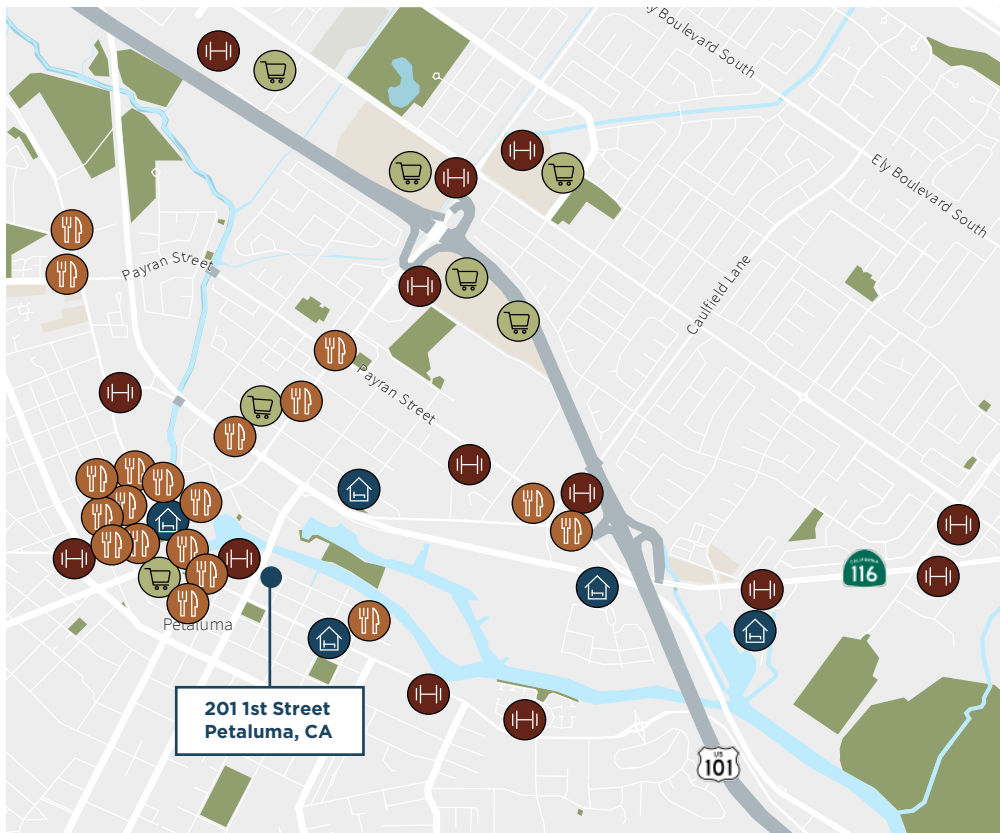 Ely Boulevard South
Ely Boulevard South
Payran Street
Caulfield Lane
Payran Street
CALIFORNIA
116
Petaluma
201 1st Street
Petaluma, CA
US
101